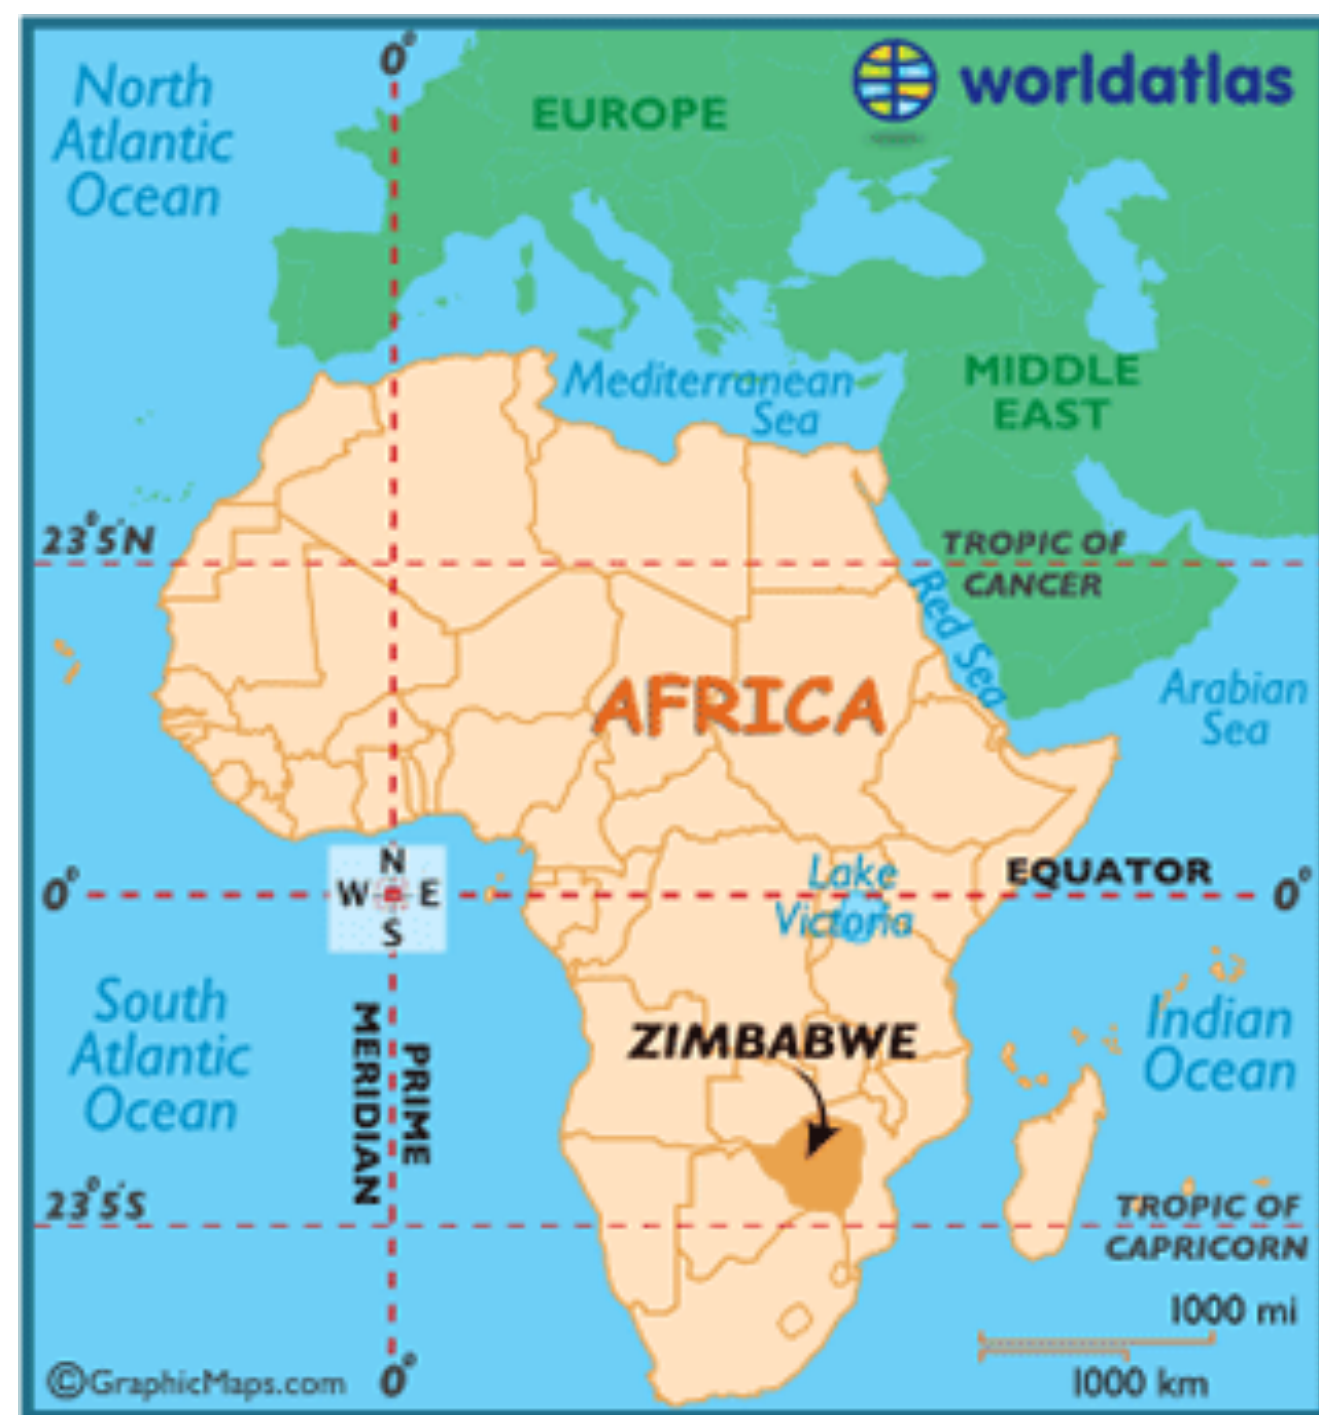 0°
worldatlas
North
Atlantic
Ocean
EUROPE
MIDDLE
EAST
Mediterranean
Sea
23°5'N
TROPIC OF
CANCER
Red Sea
Arabian
Sea
AFRICA
N
W E
S
0°
EQUATOR
0°
Lake
Victoria
South
Atlantic
Ocean
PRIME
MERIDIAN
ZIMBABWE
Indian
Ocean
23°5'S
TROPIC OF
CAPRICORN
1000 mi
1000 km
©GraphicMaps.com
0°